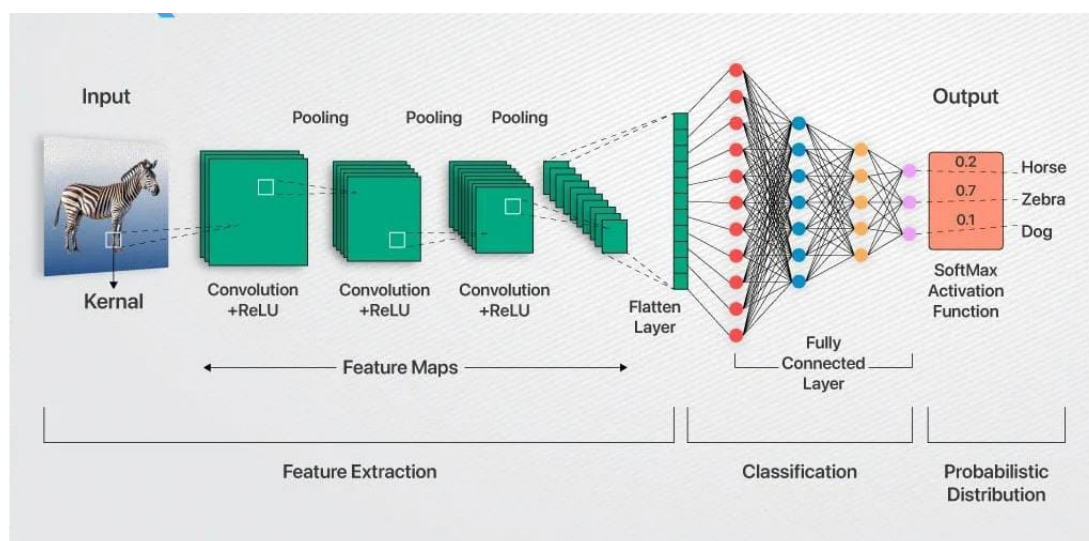 Input
Output
Pooling
Pooling
Pooling
Kernal
Convolution
+ReLU
Convolution
+ReLU
Convolution
+ReLU
Flatten
Layer
0.2
0.7
0.1
Horse
Zebra
Dog
SoftMax
Activation
Function
Fully
Connected
Layer
Feature Maps
Feature Extraction
Classification
Probabilistic
Distribution